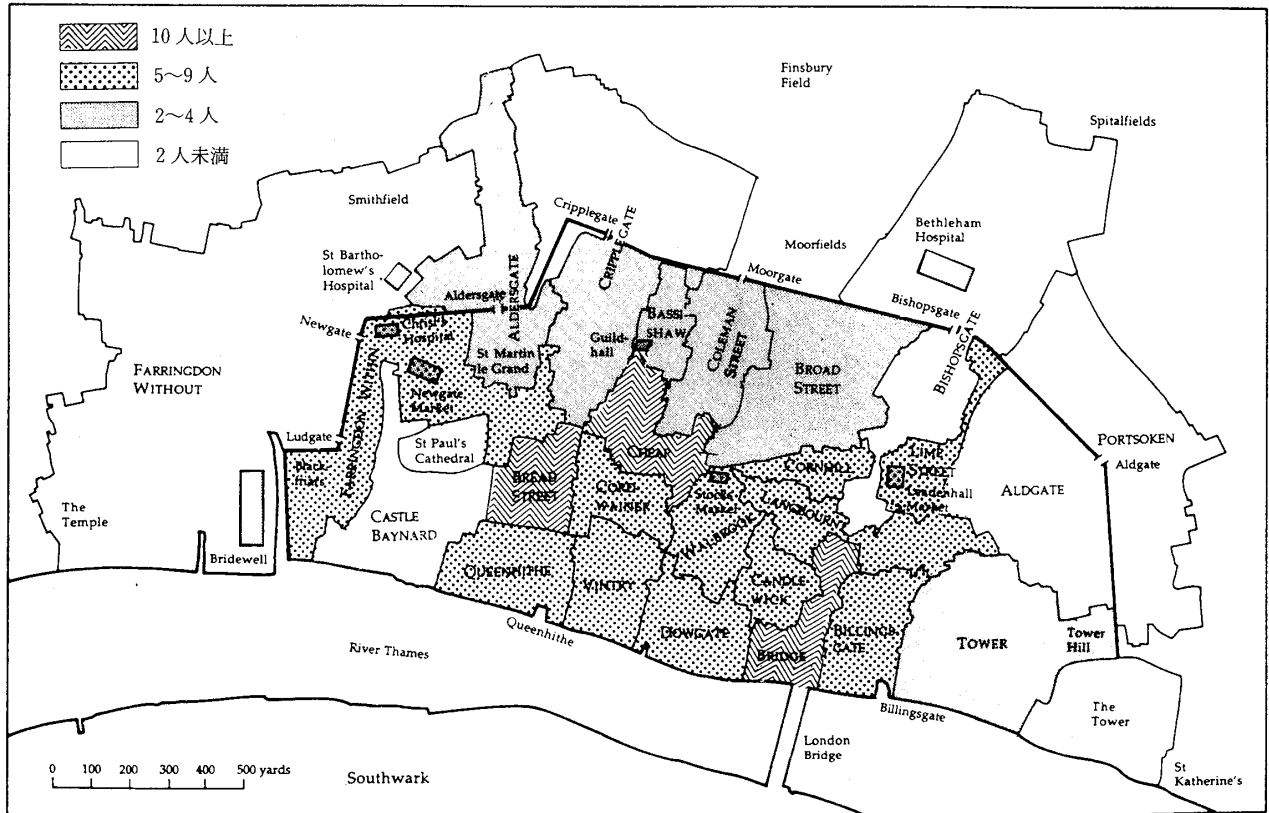 10人以上
5～9人
2～4人
2人未満
Finsbury
Field
Spitalfields
Smithfield
Cripplegate
CRIPPLEGATE
Moorfields
Bethleham
Hospital
St Bartho-
lomew's
Hospital
Aldersgate
ALDERSGATE
Moorgate
Bishopsgate
BISHOPSGATE
Newgate
Christ's
Hospital
Guild-
hall
BASSI
SHAW
COLEMAN
STREET
BROAD
STREET
St Martin
le Grand
FARRINGDON
WITHOUT
FARRINGDON WITHIN
Newgate
Market
Ludgate
St Paul's
Cathedral
CHEAP
CORNHILL
LIME
STREET
Leadenhall
Market
PORTSOKEN
Aldgate
ALDGATE
Black-
friars
BREAD
STREET
CORD
WAINER
Stocks
Market
LANGBOURN
WALBROOK
The
Temple
CASTLE
BAYNARD
Bridewell
QUEENHITHE
VINTRY
CANDLE
WICK
DOWGATE
BRIDGE
BILLINGS-
GATE
TOWER
Tower
Hill
Queenhithe
River Thames
Billingsgate
The
Tower
London
Bridge
St
Katherine's
0 100 200 300 400 500 yards
Southwark